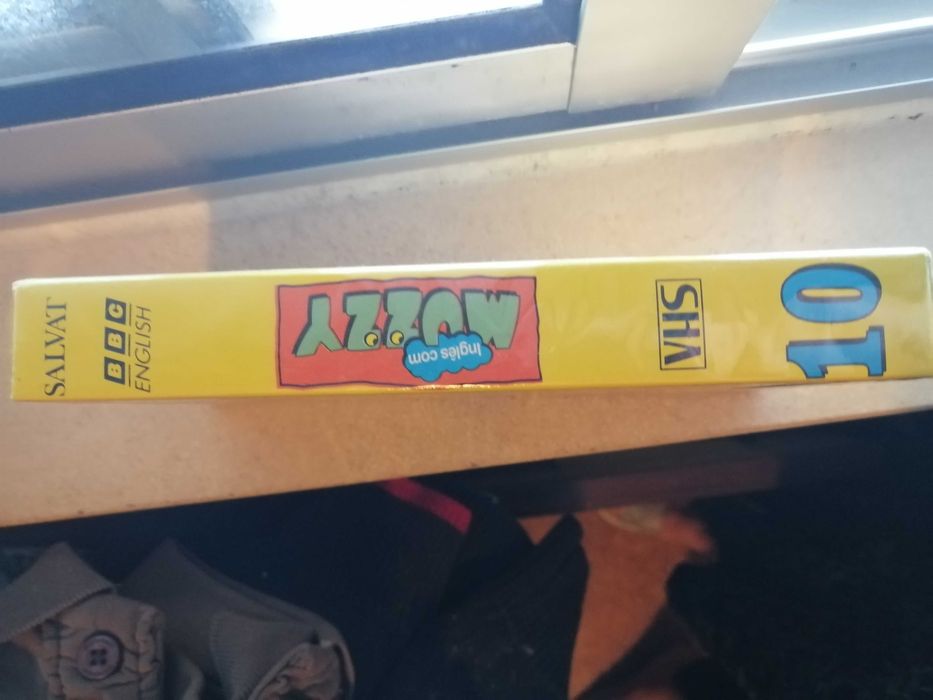 SALVAT
BBC
ENGLISH
Inglês com
MUZZY
VHS
10